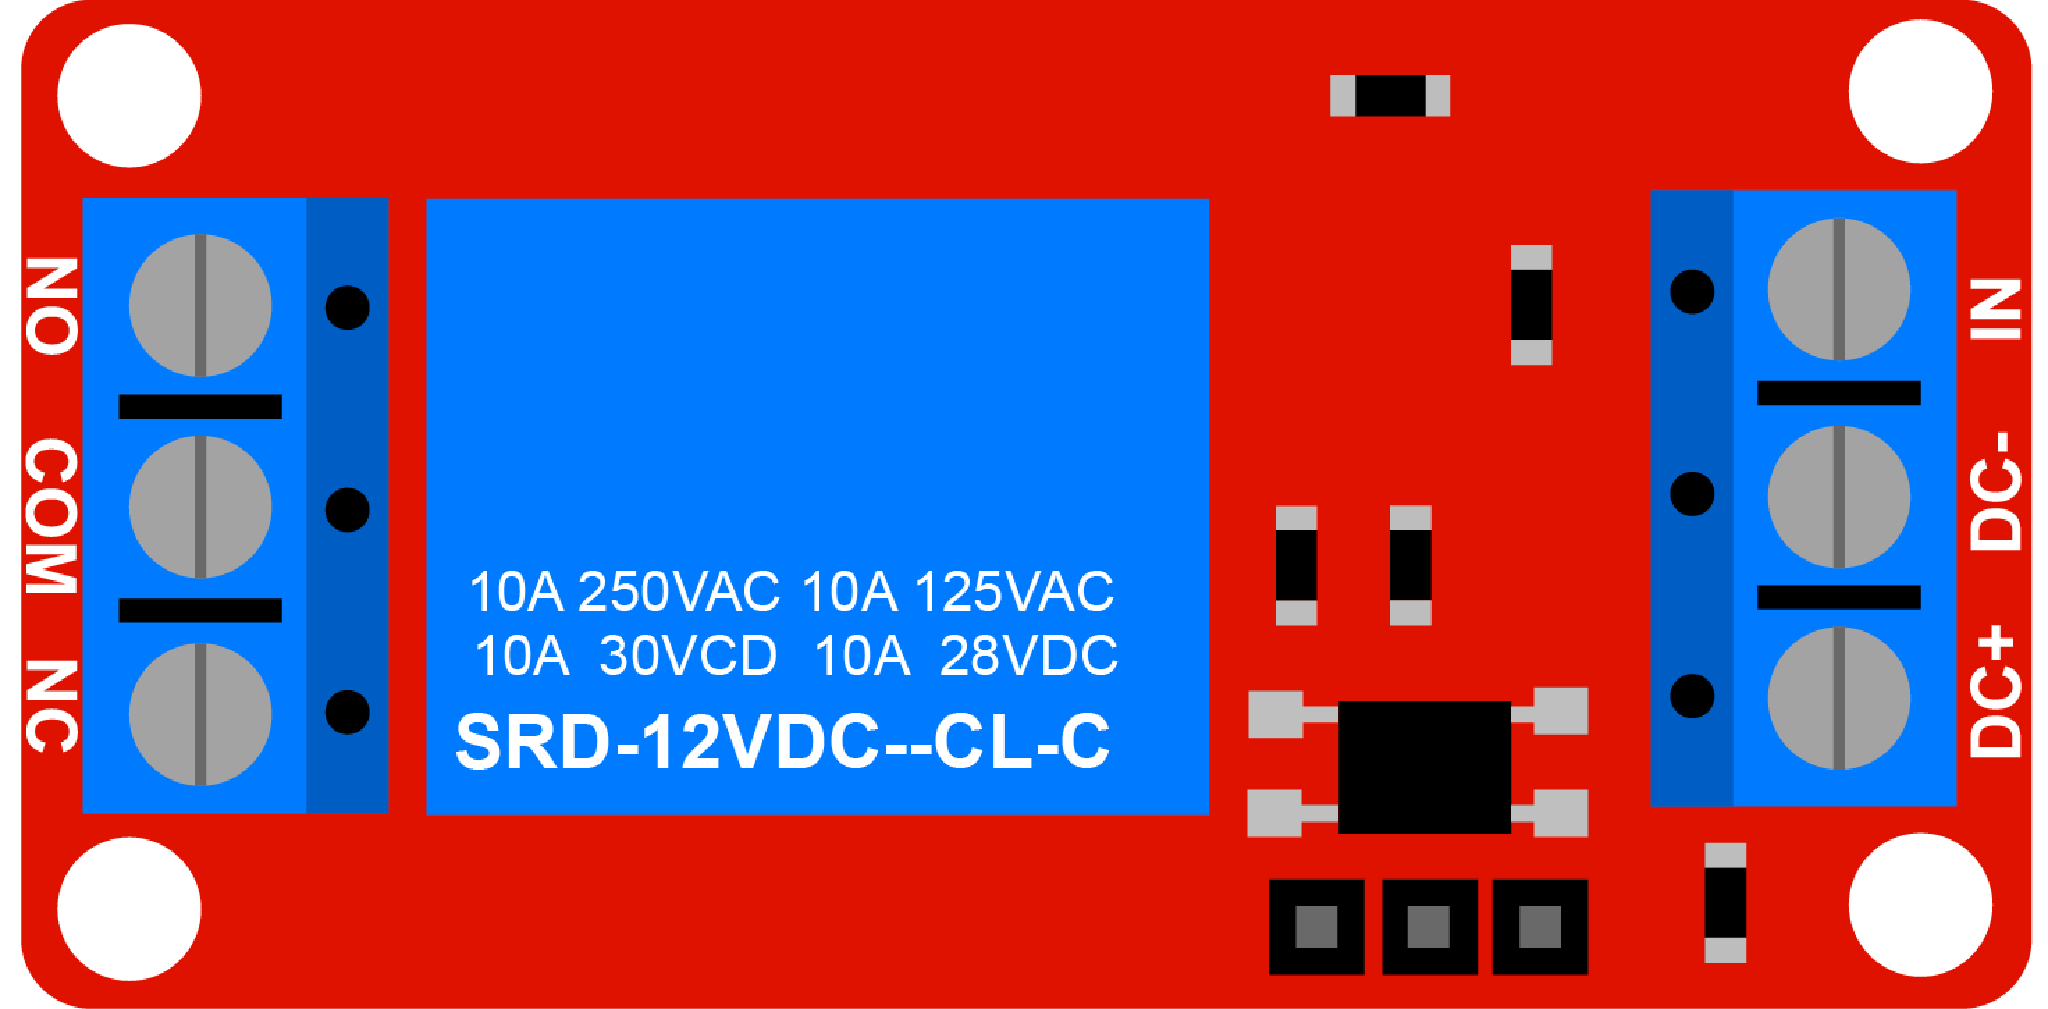 NO
COM
NC
10A 250VAC 10A 125VAC
10A 30VCD 10A 28VDC
SRD-12VDC--CL-C
IN
DC-
DC+